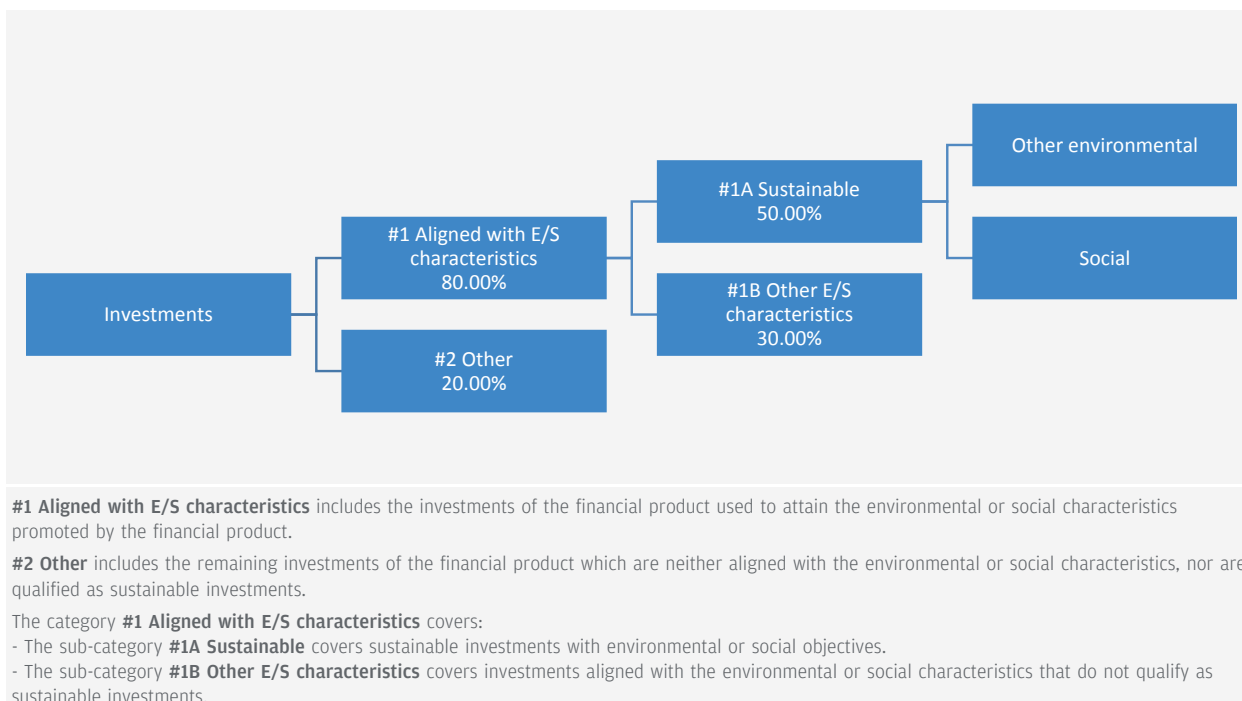 Other environmental
#1A Sustainable
50.00%
#1 Aligned with E/S
characteristics
80.00%
Social
#1B Other E/S
characteristics
30.00%
Investments
#2 Other
20.00%
#1 Aligned with E/S characteristics includes the investments of the financial product used to attain the environmental or social characteristics
promoted by the financial product.
#2 Other includes the remaining investments of the financial product which are neither aligned with the environmental or social characteristics, nor are
qualified as sustainable investments.
The category #1 Aligned with E/S characteristics covers:
- The sub-category #1A Sustainable covers sustainable investments with environmental or social objectives.
- The sub-category #1B Other E/S characteristics covers investments aligned with the environmental or social characteristics that do not qualify as
sustainable investments